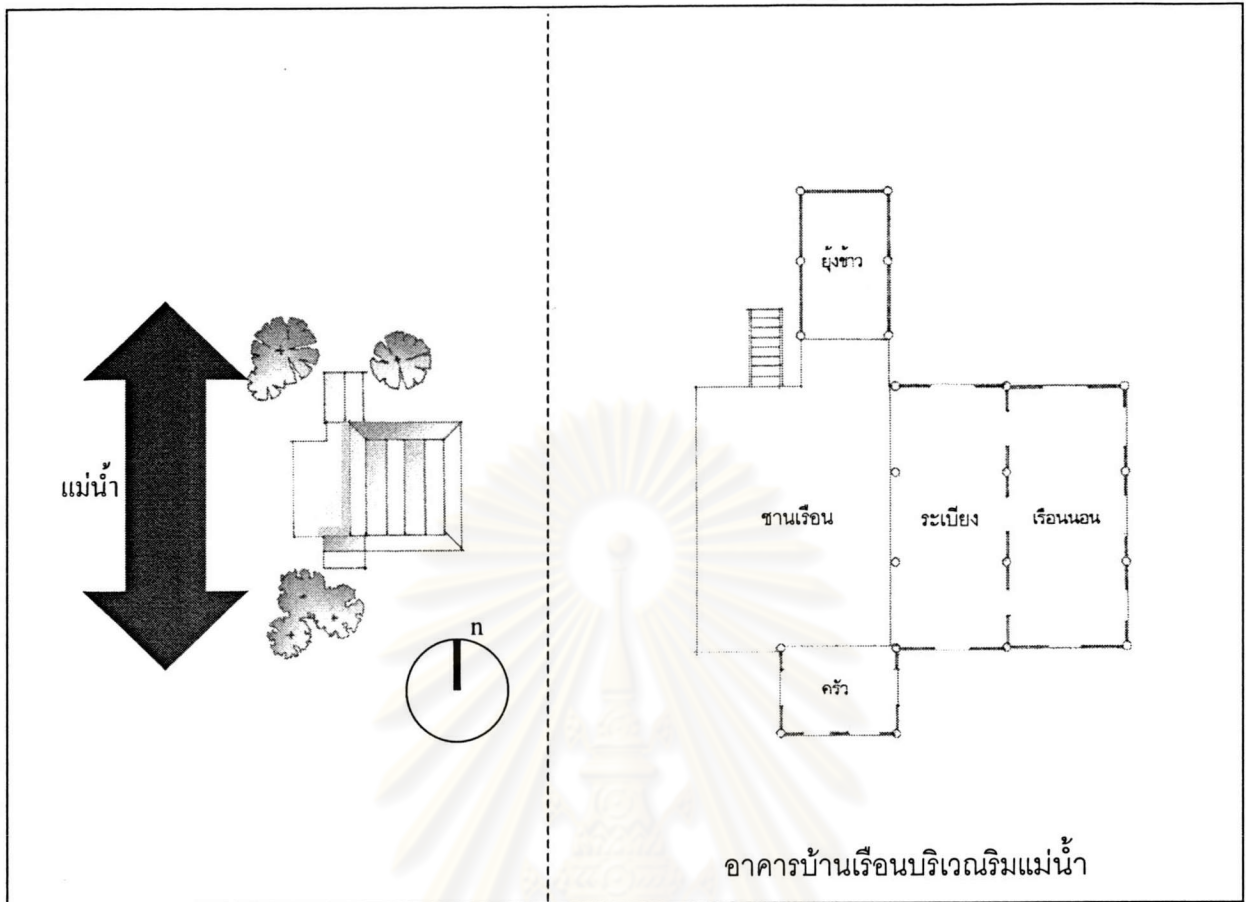 แม่น้ำ
n
ยุ้งข้าว
ชานเรือน
ระเบียง
เรือนนอน
ครัว
อาคารบ้านเรือนบริเวณริมแม่น้ำ